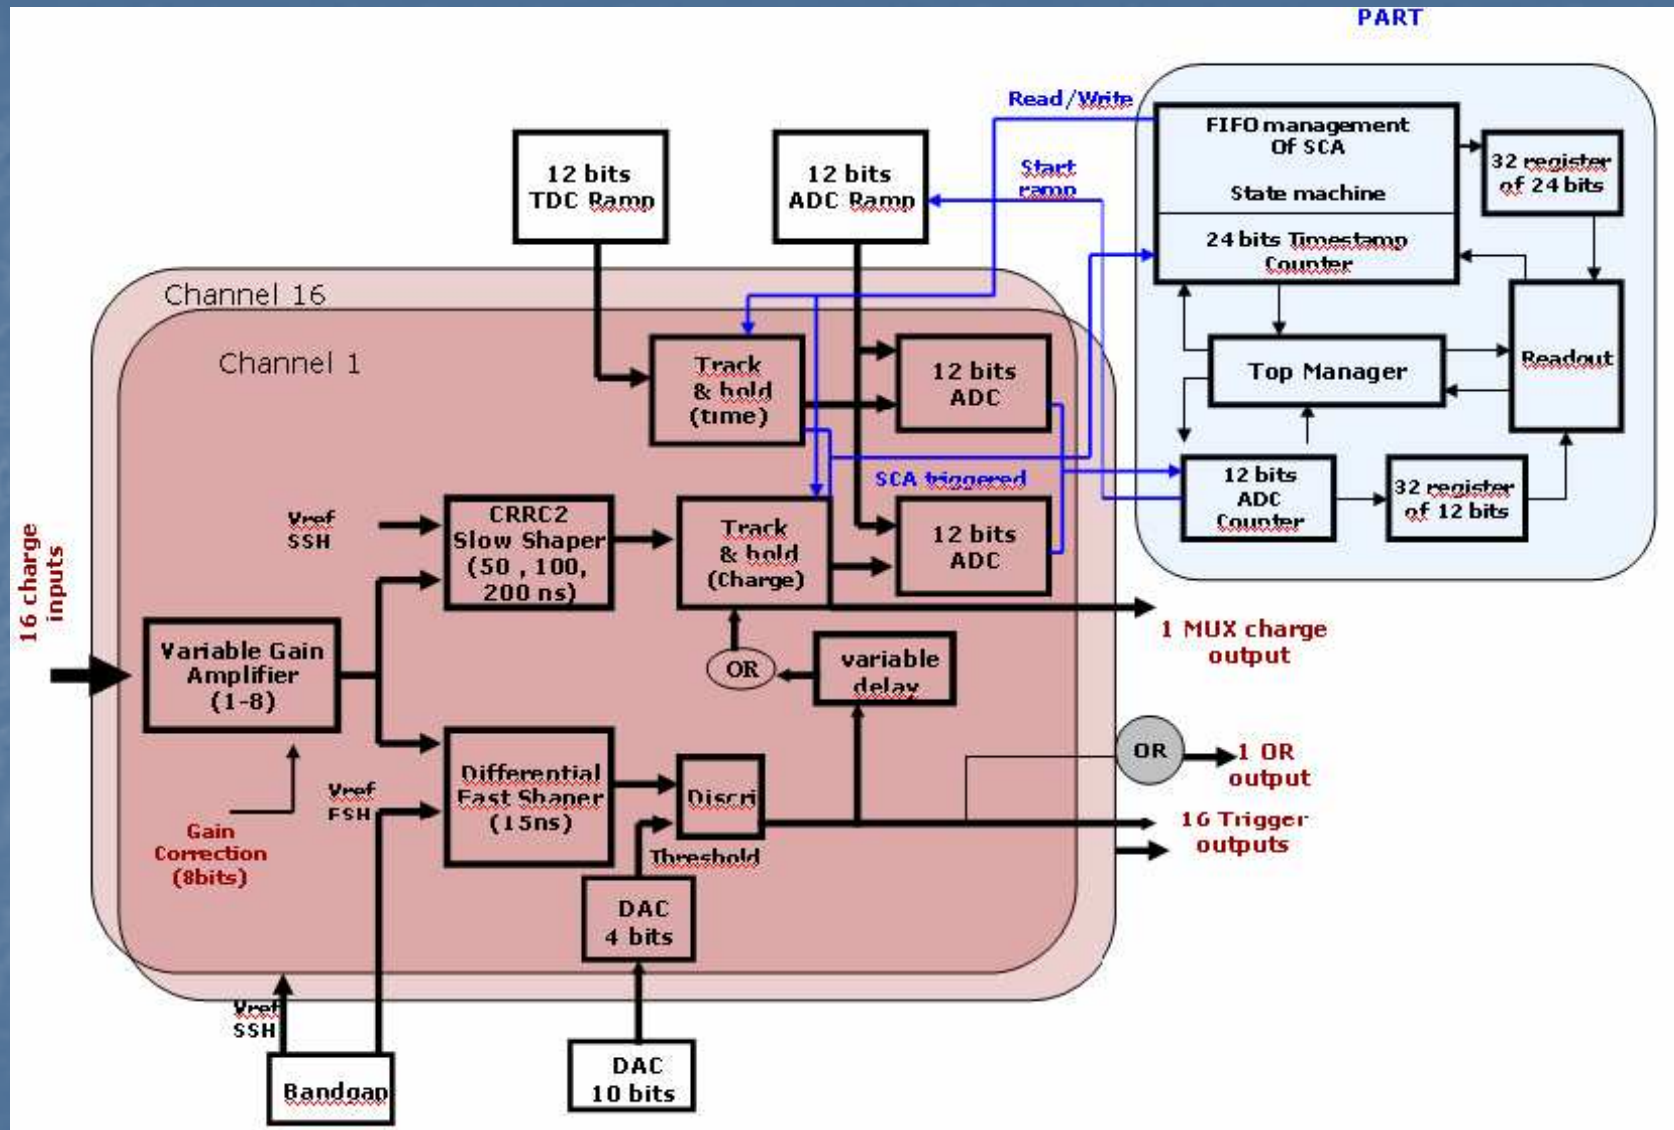 PART
Read/Write
FIFO management
Of SCA
State machine
24 bits Timestamp
Counter
32 register
of 24 bits
12 bits
TDC Ramp
12 bits
ADC Ramp
Start
ramp
Channel 16
Channel 1
Track
& hold
(time)
12 bits
ADC
Top Manager
Readout
SCA triggered
12 bits
ADC
Counter
32 register
of 12 bits
Vref
SSH
CRRC2
Slow Shaper
(50 , 100,
200 ns)
Track
& hold
(Charge)
12 bits
ADC
16 charge
inputs
Variable Gain
Amplifier
(1-8)
OR
variable
delay
1 MUX charge
output
OR
1 OR
output
Vref
FSH
Differential
Fast Shaper
(15ns)
Discri
16 Trigger
outputs
Gain
Correction
(8bits)
Threshold
DAC
4 bits
Vref
SSH
Bandgap
DAC
10 bits